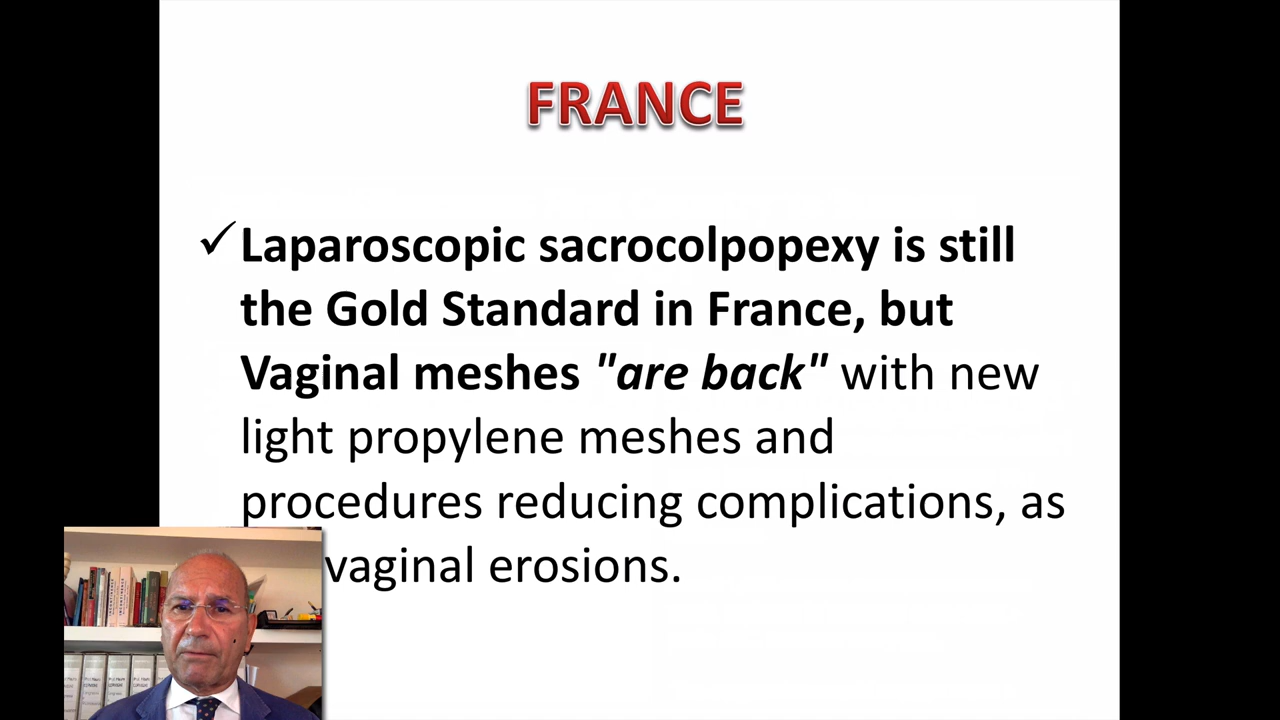 FRANCE
✓Laparoscopic sacrocolpopexy is still
the Gold Standard in France, but
Vaginal meshes "are back" with new
light propylene meshes and
procedures reducing complications, as
vaginal erosions.